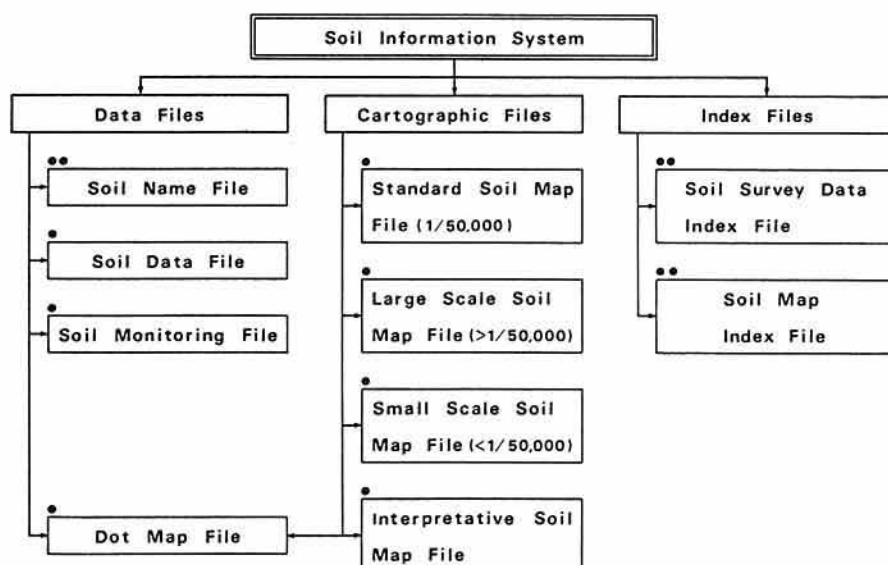 Soil Information System
Data Files
Cartographic Files
Index Files
Soil Name File
Soil Data File
Soil Monitoring File
Dot Map File
Standard Soil Map
File (1/50,000)
Large Scale Soil
Map File (>1/50,000)
Small Scale Soil
Map File (<1/50,000)
Interpretative Soil
Map File
Soil Survey Data
Index File
Soil Map
Index File